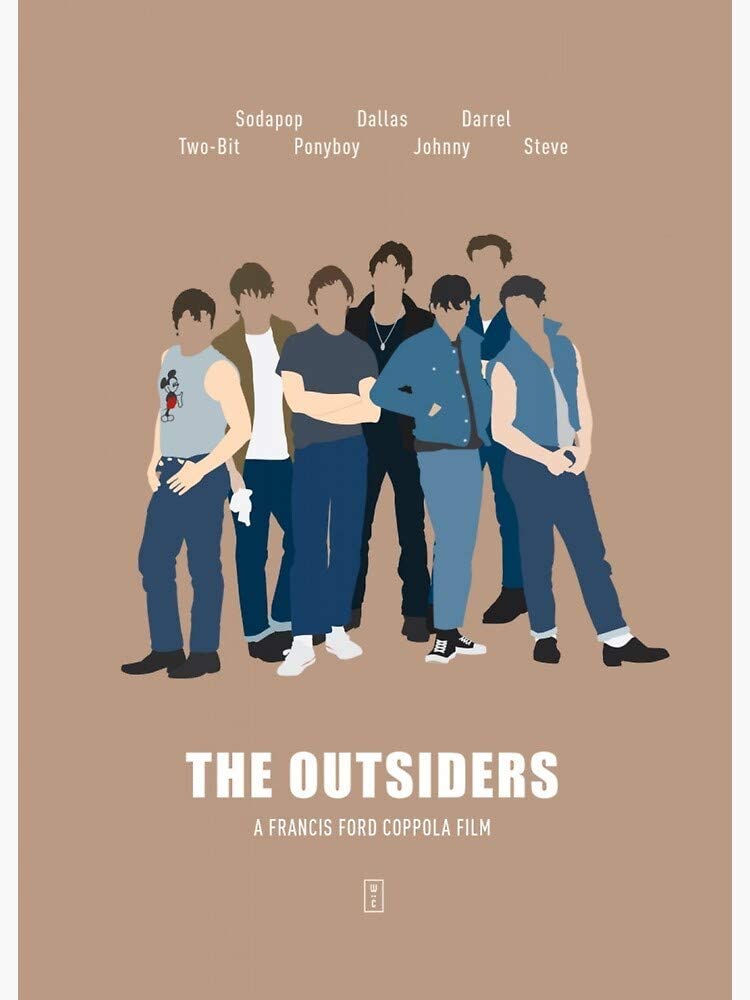 Sodapop Dallas Darrel
Two-Bit Ponyboy Johnny Steve
THE OUTSIDERS
A FRANCIS FORD COPPOLA FILM
W
C